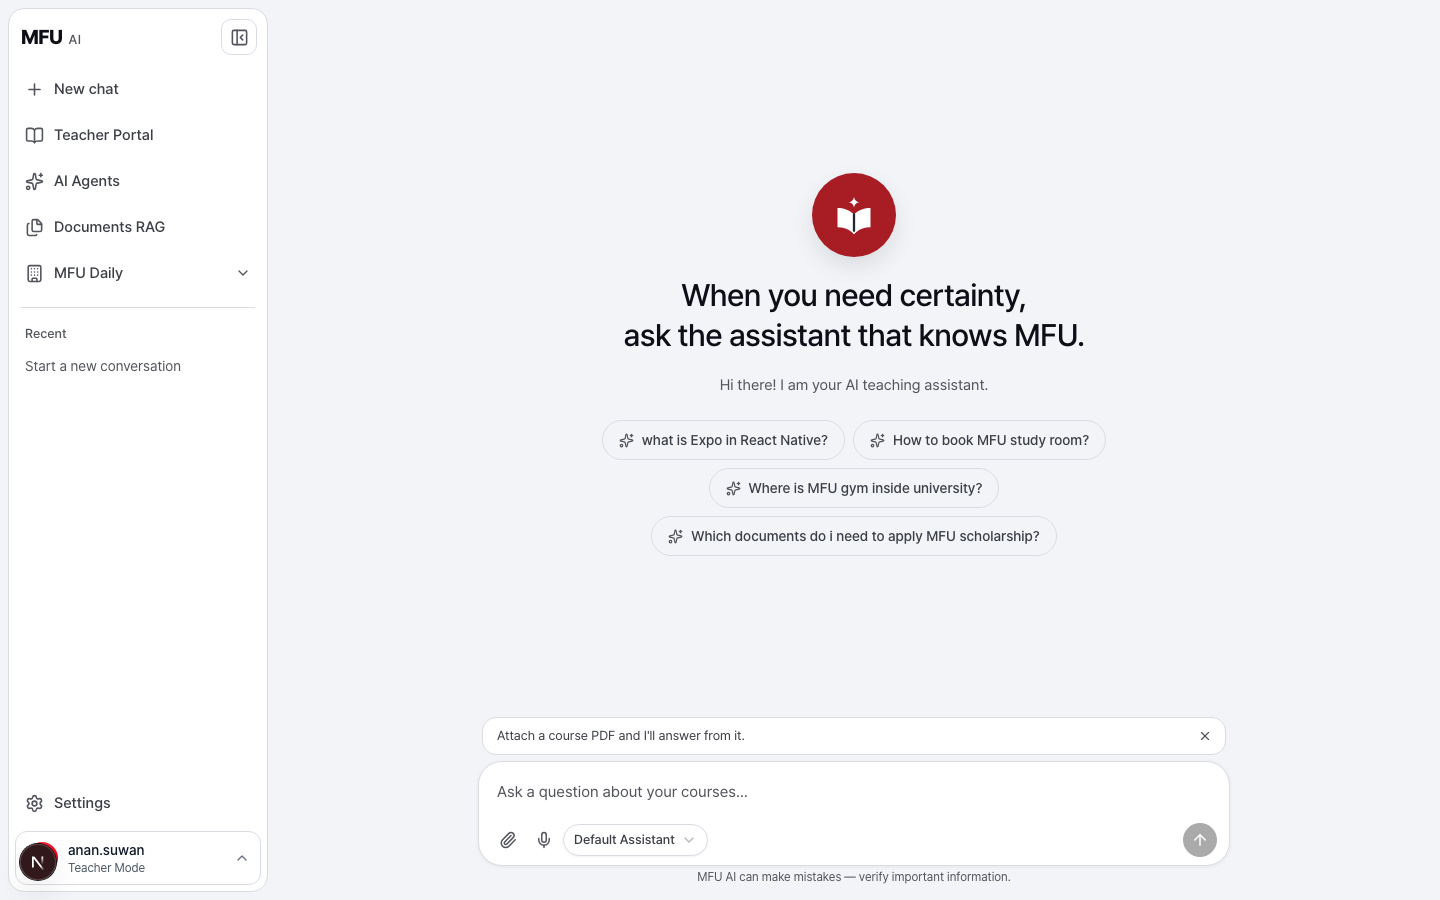 MFU AI
New chat
Teacher Portal
AI Agents
Documents RAG
MFU Daily
Recent
Start a new conversation
Settings
N
anan.suwan
Teacher Mode
When you need certainty,
ask the assistant that knows MFU.
Hi there! I am your AI teaching assistant.
what is Expo in React Native?
How to book MFU study room?
Where is MFU gym inside university?
Which documents do i need to apply MFU scholarship?
Attach a course PDF and I'll answer from it.
Ask a question about your courses...
Default Assistant
MFU AI can make mistakes — verify important information.